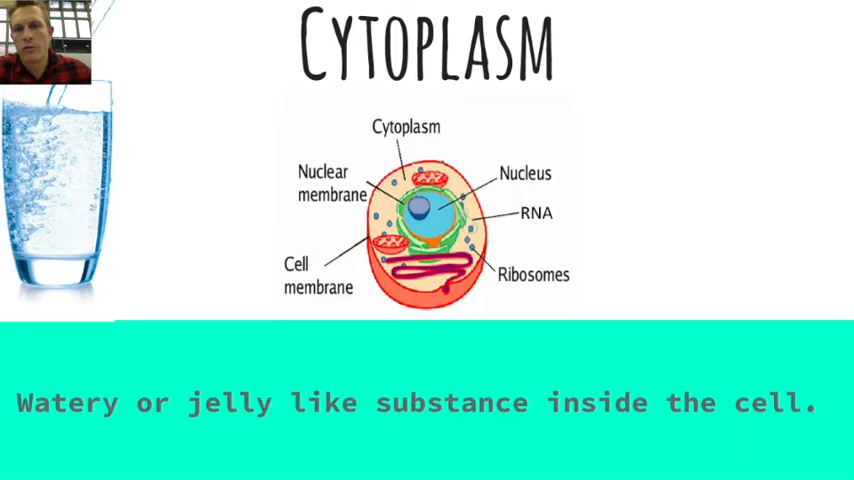 Cytoplasm
Cytoplasm
Nuclear
membrane
Nucleus
RNA
Cell
membrane
Ribosomes
Watery or jelly like substance inside the cell.